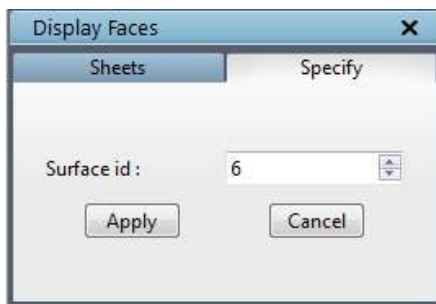 Display Faces
Sheets Specify
Surface id : 6
Apply Cancel